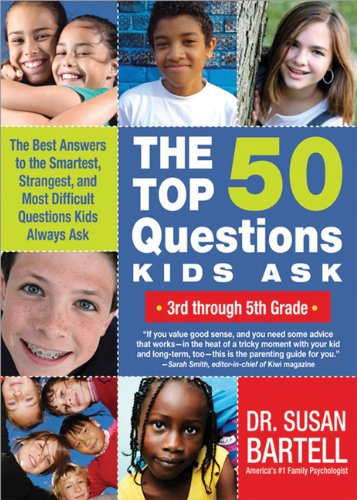 The Best Answers
to the Smartest,
Strangest, and
Most Difficult
Questions Kids
Always Ask
THE
TOP
50
Questions
KIDS ASK
• 3rd through 5th Grade •
"If you value good sense, and you need some advice
that works—in the heat of a tricky moment with your kid
and long-term, too—this is the parenting guide for you."
—Sarah Smith, editor-in-chief of Kiwi magazine
DR. SUSAN
BARTELL
America's #1 Family Psychologist